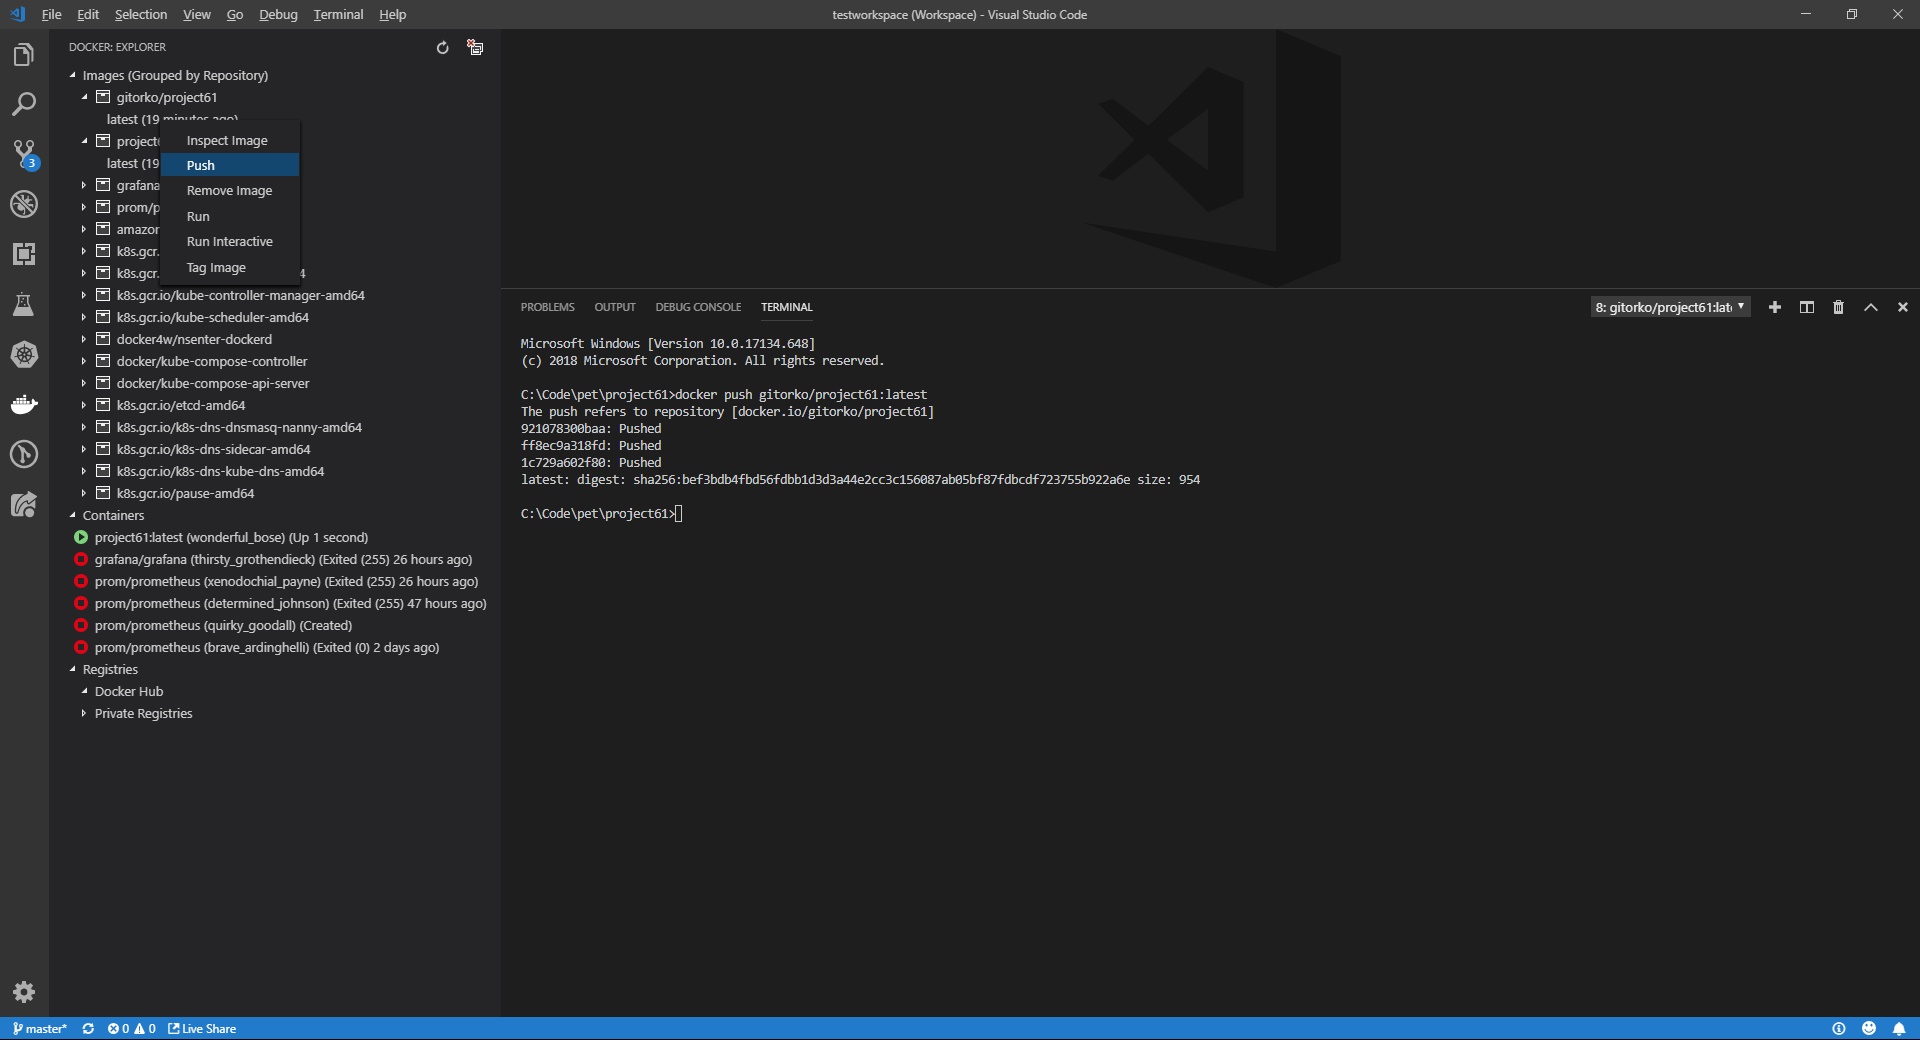 File Edit Selection View Go Debug Terminal Help
testworkspace (Workspace) - Visual Studio Code
DOCKER: EXPLORER
Images (Grouped by Repository)
gitorko/project61
latest (19 minutes ago)
project
latest (19
grafana
prom/p
amazon
k8s.gcr.
k8s.gcr. 4
k8s.gcr.io/kube-controller-manager-amd64
k8s.gcr.io/kube-scheduler-amd64
docker4w/nsenter-dockerd
docker/kube-compose-controller
docker/kube-compose-api-server
k8s.gcr.io/etcd-amd64
k8s.gcr.io/k8s-dns-dnsmasq-nanny-amd64
k8s.gcr.io/k8s-dns-sidecar-amd64
k8s.gcr.io/k8s-dns-kube-dns-amd64
k8s.gcr.io/pause-amd64
Containers
project61:latest (wonderful_bose) (Up 1 second)
grafana/grafana (thirsty_grothendieck) (Exited (255) 26 hours ago)
prom/prometheus (xenodochial_payne) (Exited (255) 26 hours ago)
prom/prometheus (determined_johnson) (Exited (255) 47 hours ago)
prom/prometheus (quirky_goodall) (Created)
prom/prometheus (brave_ardinghelli) (Exited (0) 2 days ago)
Registries
Docker Hub
Private Registries
Inspect Image
Push
Remove Image
Run
Run Interactive
Tag Image
3
PROBLEMS OUTPUT DEBUG CONSOLE TERMINAL
8: gitorko/project61:lat
Microsoft Windows [Version 10.0.17134.648]
(c) 2018 Microsoft Corporation. All rights reserved.
C:\Code\pet\project61>docker push gitorko/project61:latest
The push refers to repository [docker.io/gitorko/project61]
921078300baa: Pushed
ff8ec9a318fd: Pushed
1c729a602f80: Pushed
latest: digest: sha256:bef3bdb4fbd56fdbb1d3d3a44e2cc3c156087ab05bf87fdbcdf723755b922a6e size: 954
C:\Code\pet\project61>
master* 0 0 Live Share